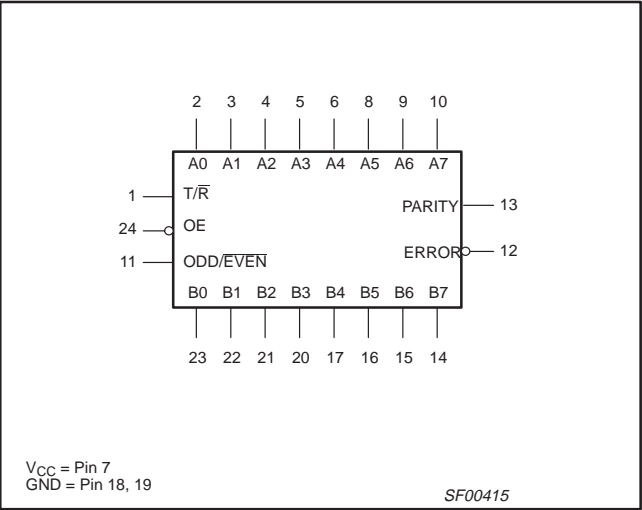 2 3 4 5 6 8 9 10
A0 A1 A2 A3 A4 A5 A6 A7
1 T/R̅
PARITY 13
24 OE
ERROR 12
11 ODD/E̅V̅E̅N̅
B0 B1 B2 B3 B4 B5 B6 B7
23 22 21 20 17 16 15 14
VCC = Pin 7
GND = Pin 18, 19
SF00415